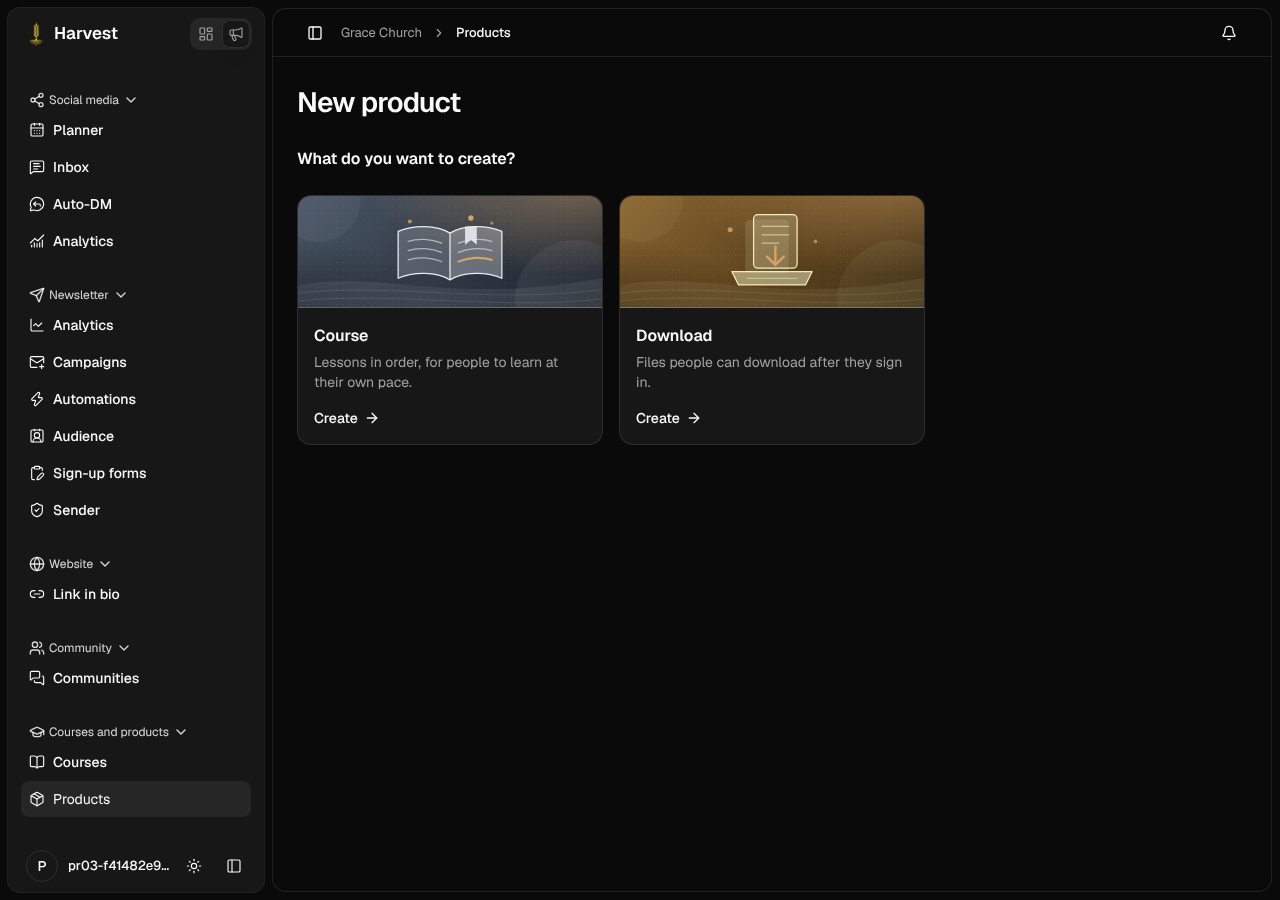 Harvest
Social media
Planner
Inbox
Auto-DM
Analytics
Newsletter
Analytics
Campaigns
Automations
Audience
Sign-up forms
Sender
Website
Link in bio
Community
Communities
Courses and products
Courses
Products
P
pr03-f41482e9...
Grace Church
Products
New product
What do you want to create?
Course
Lessons in order, for people to learn at
their own pace.
Create
Download
Files people can download after they sign
in.
Create